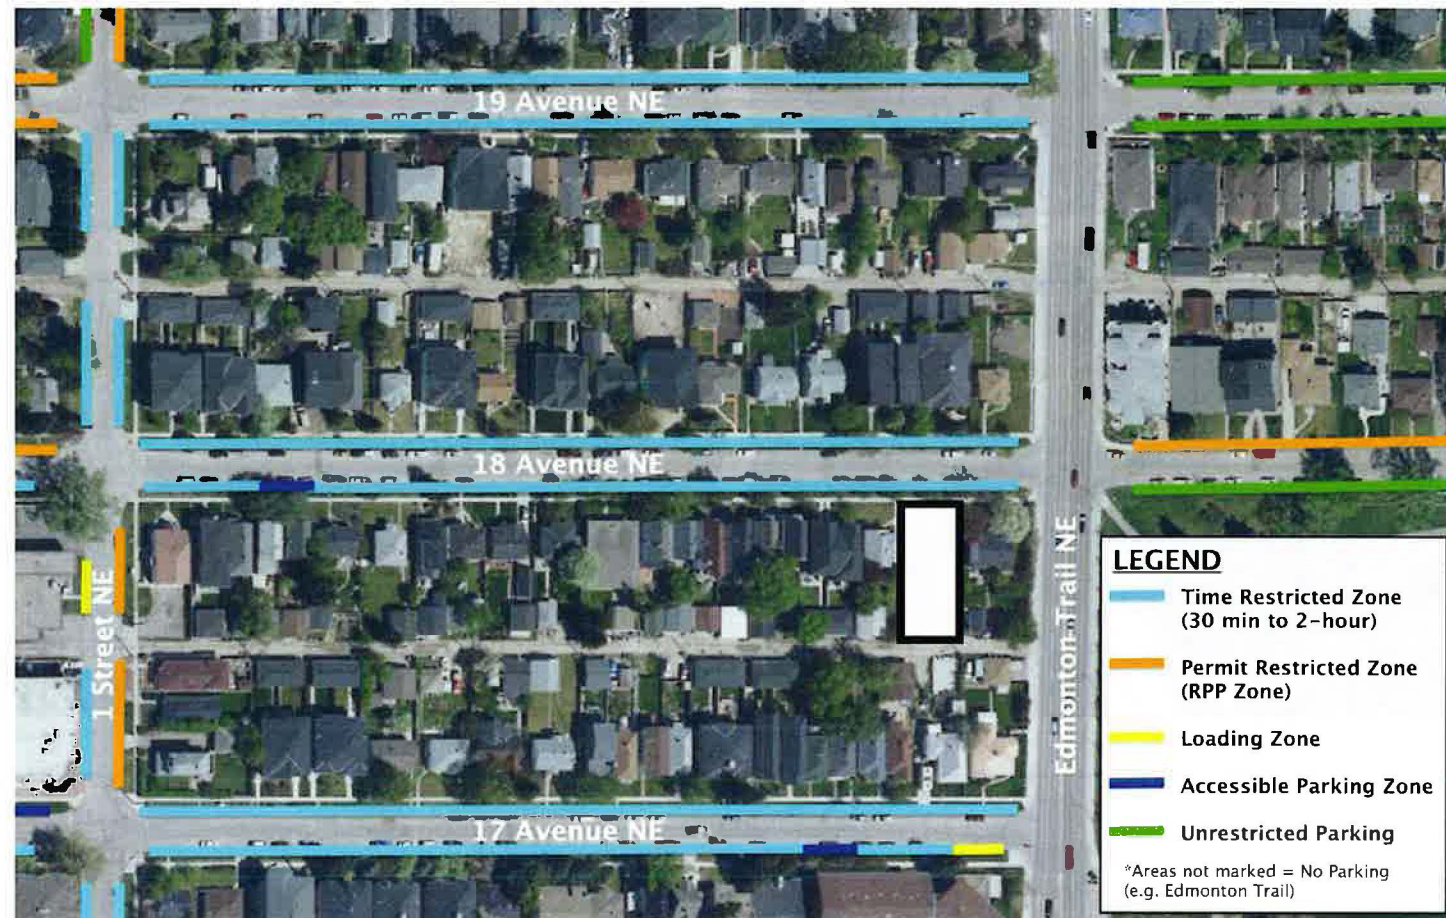 19 Avenue NE
18 Avenue NE
1 Street NE
Edmonton Trail NE
17 Avenue NE
LEGEND
Time Restricted Zone
(30 min to 2-hour)
Permit Restricted Zone
(RPP Zone)
Loading Zone
Accessible Parking Zone
Unrestricted Parking
*Areas not marked = No Parking
(e.g. Edmonton Trail)